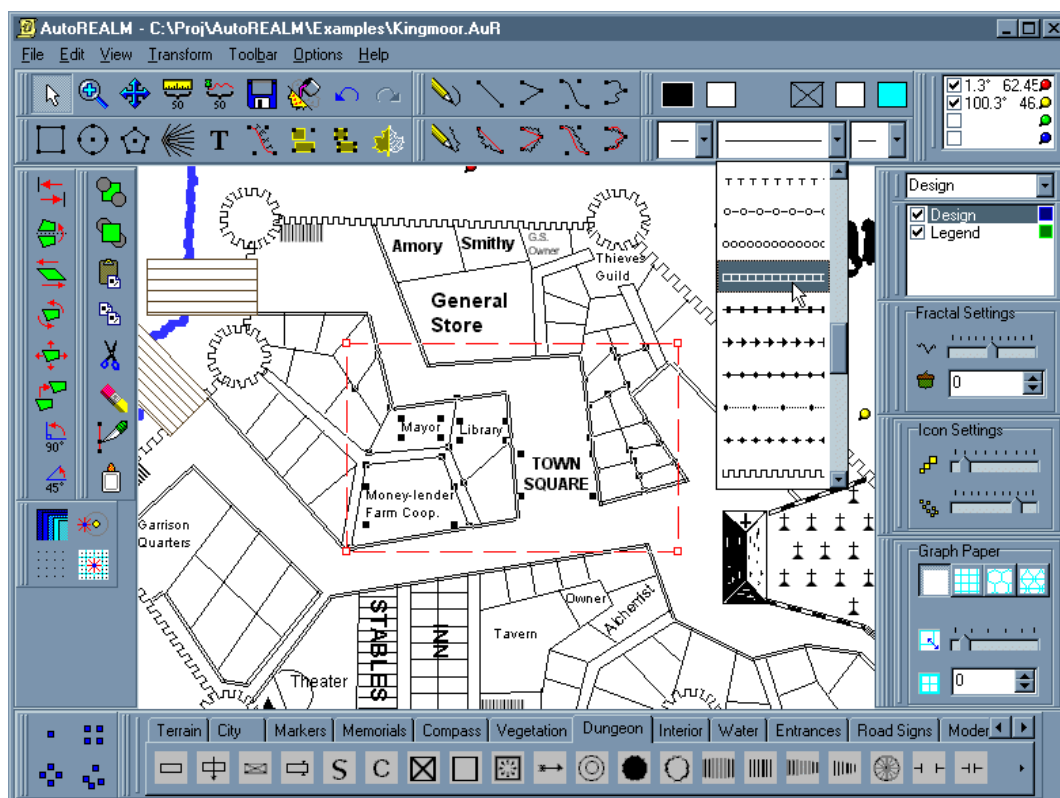 AutoREALM - C:\Proj\AutoREALM\Examples\Kingmoor.AuR
File Edit View Transform Toolbar Options Help
50 50
1.3° 62.45
100.3° 46.
T
Design
Design
Legend
Fractal Settings
0
Icon Settings
Graph Paper
0
90°
45°
Amory
Smithy
G.S.
Owner
Thieves
Guild
General
Store
Mayor
Library
TOWN
SQUARE
Money-lender
Farm Coop.
Garrison
Quarters
STABLES
INN
Tavern
Owner
Alchemist
Theater
Terrain City Markers Memorials Compass Vegetation Dungeon Interior Water Entrances Road Signs Moder
S C